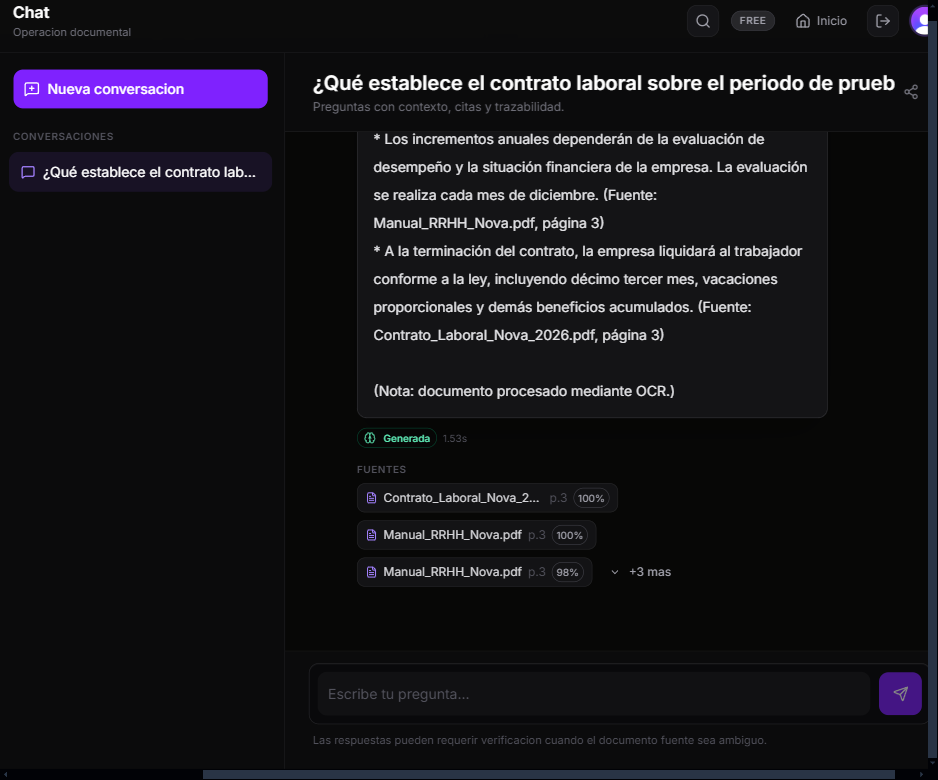 Chat
Operacion documental
FREE
Inicio
Nueva conversacion
CONVERSACIONES
¿Qué establece el contrato lab...
¿Qué establece el contrato laboral sobre el periodo de prueb
Preguntas con contexto, citas y trazabilidad.
* Los incrementos anuales dependerán de la evaluación de
desempeño y la situación financiera de la empresa. La evaluación
se realiza cada mes de diciembre. (Fuente:
Manual_RRHH_Nova.pdf, página 3)
* A la terminación del contrato, la empresa liquidará al trabajador
conforme a la ley, incluyendo décimo tercer mes, vacaciones
proporcionales y demás beneficios acumulados. (Fuente:
Contrato_Laboral_Nova_2026.pdf, página 3)
(Nota: documento procesado mediante OCR.)
Generada 1.53s
FUENTES
Contrato_Laboral_Nova_2... p.3 100%
Manual_RRHH_Nova.pdf p.3 100%
Manual_RRHH_Nova.pdf p.3 98% +3 mas
Escribe tu pregunta...
Las respuestas pueden requerir verificacion cuando el documento fuente sea ambiguo.